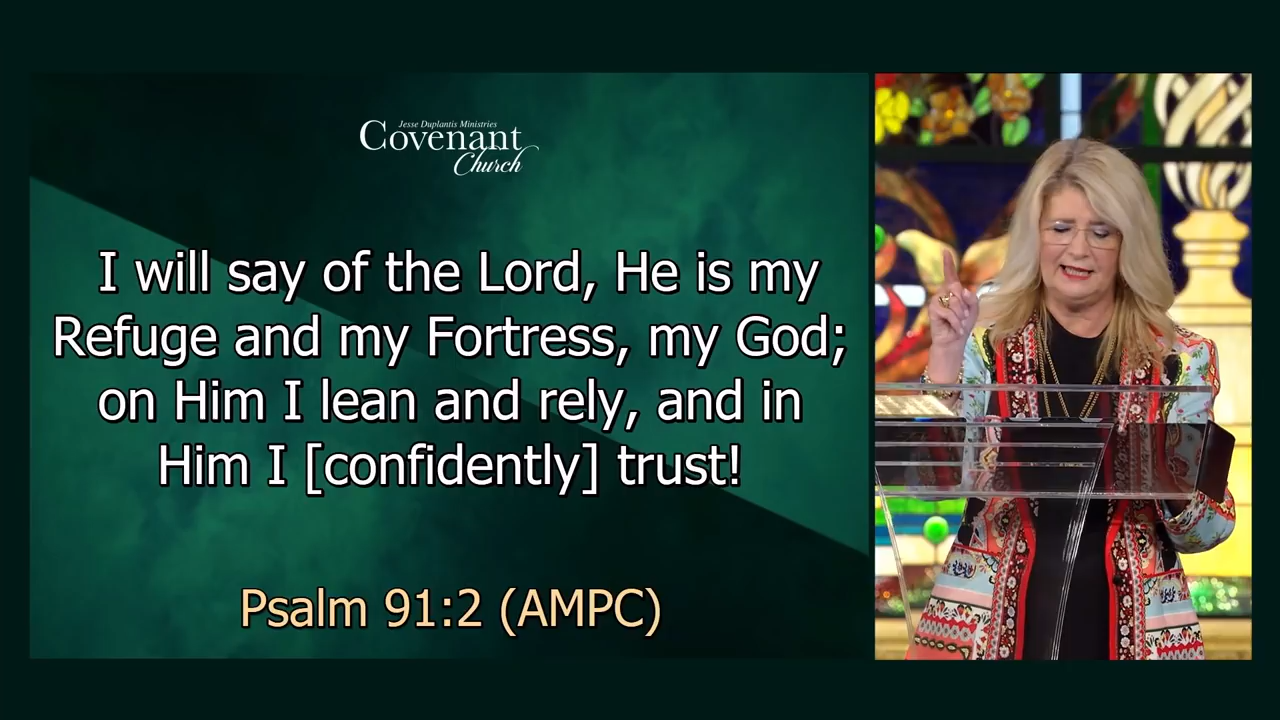 Jesse Duplantis Ministries
Covenant
Church
I will say of the Lord, He is my
Refuge and my Fortress, my God;
on Him I lean and rely, and in
Him I [confidently] trust!
Psalm 91:2 (AMPC)